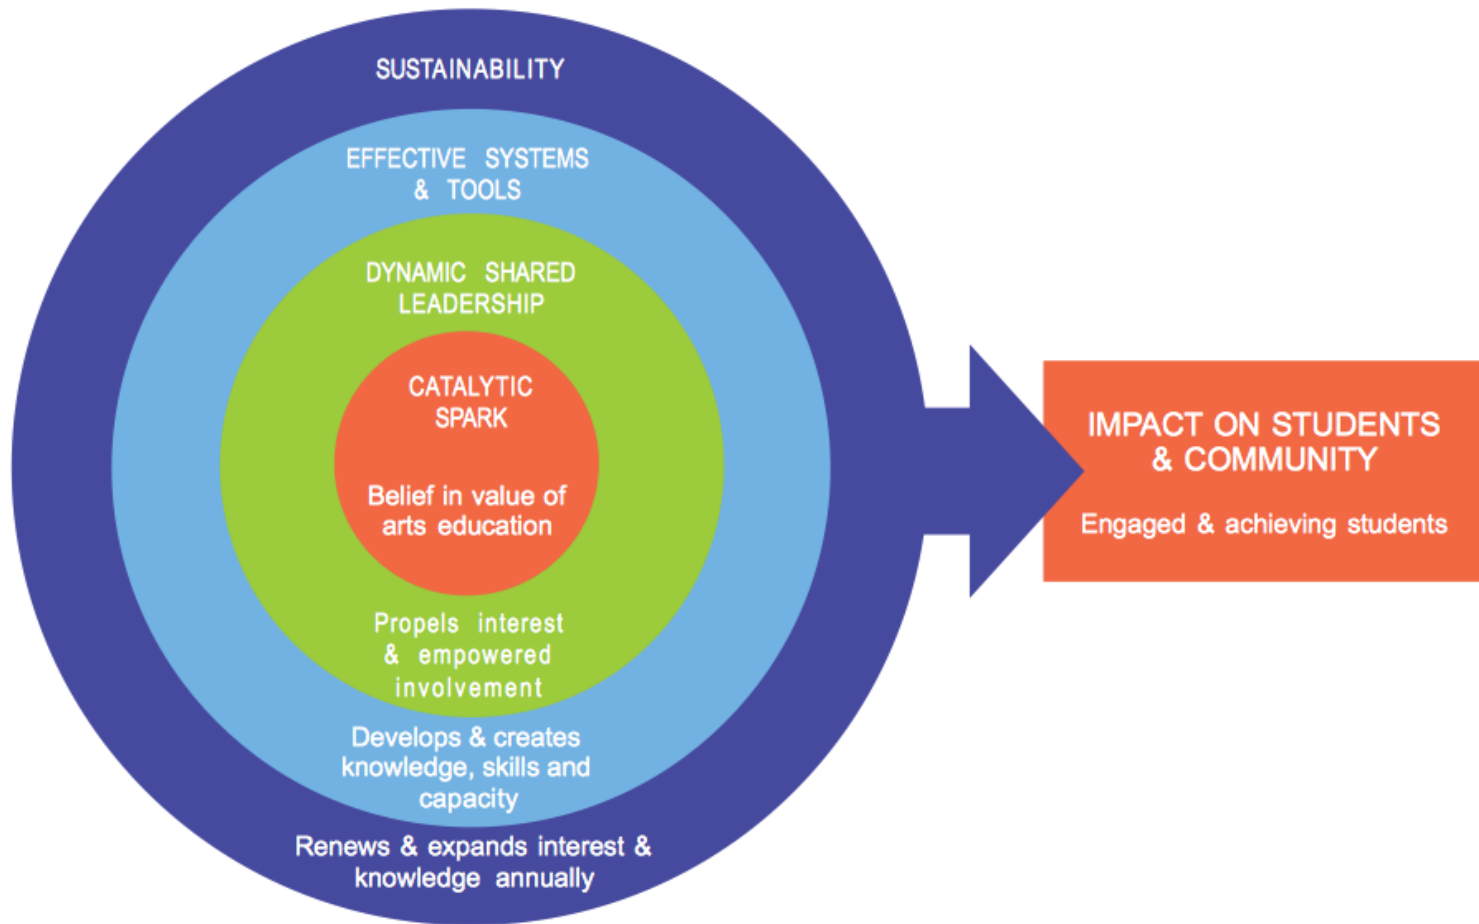 SUSTAINABILITY
EFFECTIVE SYSTEMS
& TOOLS
DYNAMIC SHARED
LEADERSHIP
CATALYTIC
SPARK
Belief in value of
arts education
Propels interest
& empowered
involvement
Develops & creates
knowledge, skills and
capacity
Renews & expands interest &
knowledge annually
IMPACT ON STUDENTS
& COMMUNITY
Engaged & achieving students